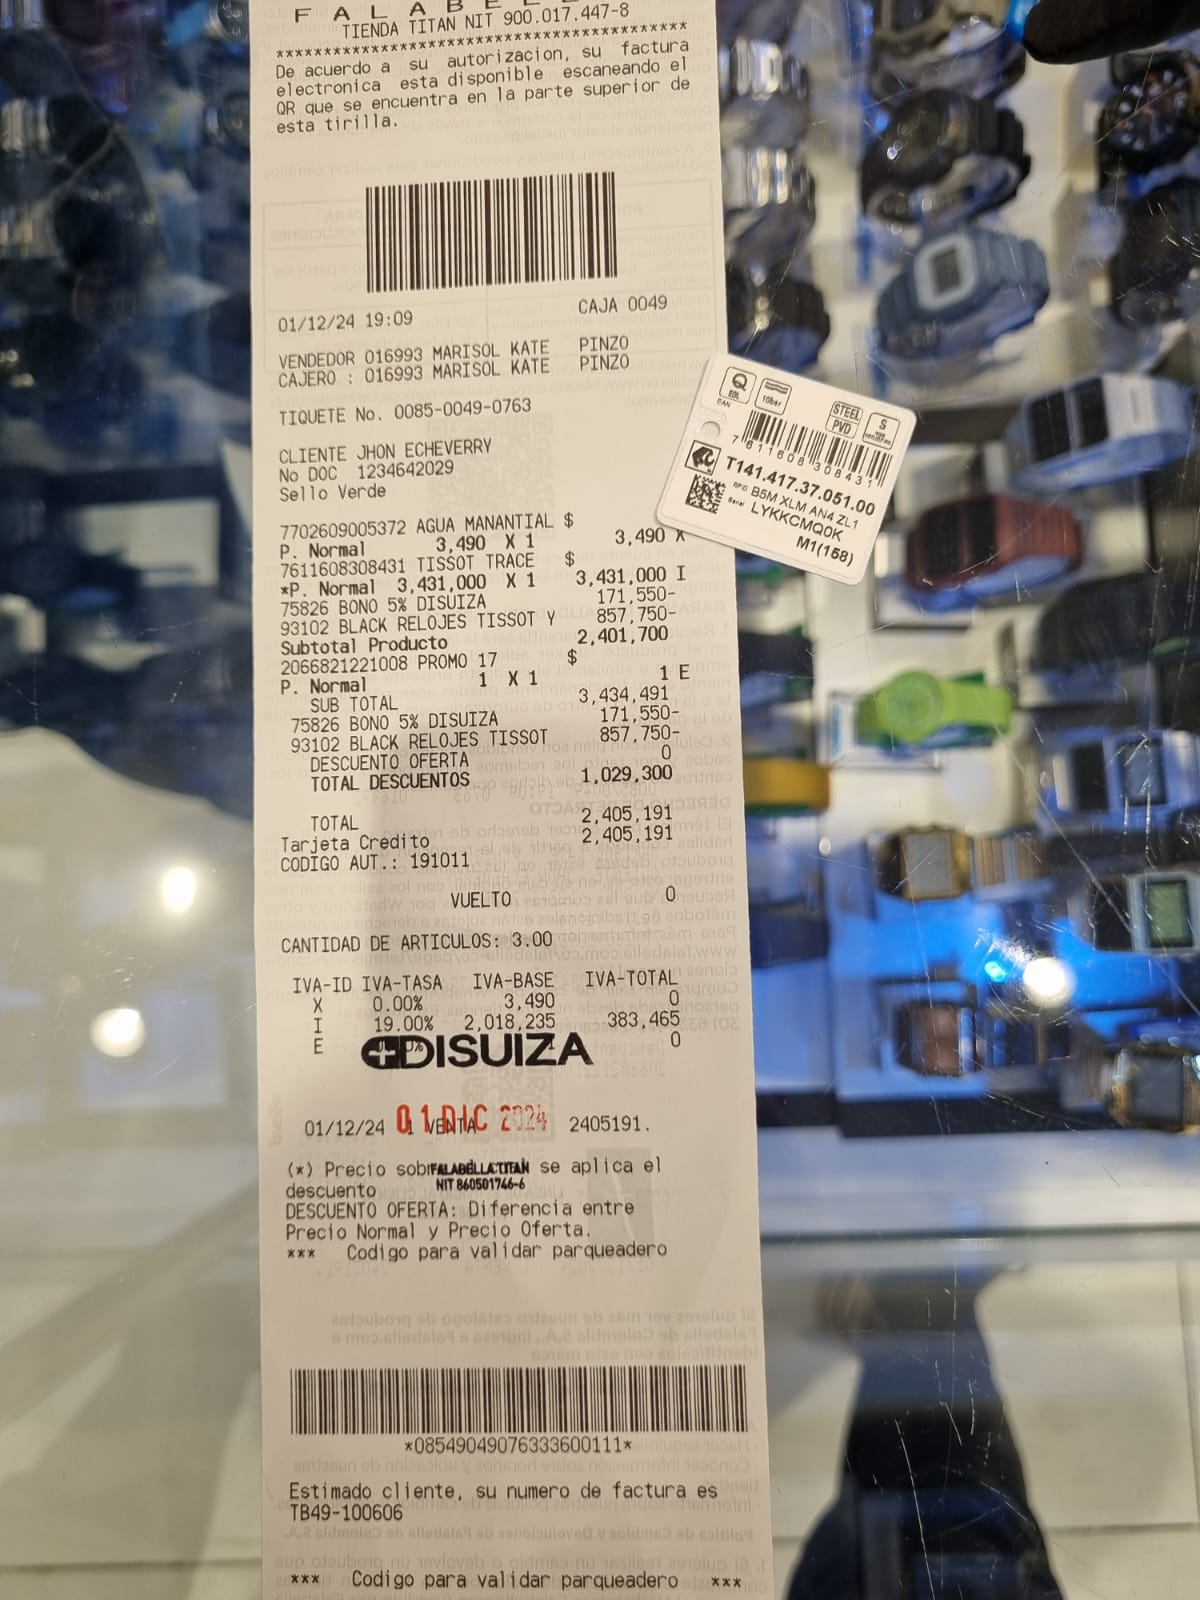 F A L A B E L
TIENDA TITAN NIT 900.017.447-8
********************************************
De acuerdo a su autorizacion, su factura
electronica esta disponible escaneando el
QR que se encuentra en la parte superior de
esta tirilla.
01/12/24 19:09 CAJA 0049
VENDEDOR 016993 MARISOL KATE PINZO
CAJERO : 016993 MARISOL KATE PINZO
TIQUETE No. 0085-0049-0763
CLIENTE JHON ECHEVERRY
No DOC 1234642029
Sello Verde
7702609005372 AGUA MANANTIAL $
P. Normal 3,490 X 1 3,490 X
7611608308431 TISSOT TRACE $
*P. Normal 3,431,000 X 1 3,431,000 I
75826 BONO 5% DISUIZA 171,550-
93102 BLACK RELOJES TISSOT Y 857,750-
Subtotal Producto 2,401,700
2066821221008 PROMO 17 $
P. Normal 1 X 1 1 E
SUB TOTAL 3,434,491
75826 BONO 5% DISUIZA 171,550-
93102 BLACK RELOJES TISSOT 857,750-
DESCUENTO OFERTA 0
TOTAL DESCUENTOS 1,029,300
TOTAL 2,405,191
Tarjeta Credito 2,405,191
CODIGO AUT.: 191011
VUELTO 0
CANTIDAD DE ARTICULOS: 3.00
IVA-ID IVA-TASA IVA-BASE IVA-TOTAL
X 0.00% 3,490 0
I 19.00% 2,018,235 383,465
E 0
DISUIZA
01/12/24 1 VENTA 2405191.
01 DIC 2024
(*) Precio sobr se aplica el
FALABELLA TITAN
NIT 860501746-6
descuento
DESCUENTO OFERTA: Diferencia entre
Precio Normal y Precio Oferta.
*** Codigo para validar parqueadero
*08549049076333600111*
Estimado cliente, su numero de factura es
TB49-100606
*** Codigo para validar parqueadero ***
Q
EOL
10bar
STEEL
PVD
S
EAN
7 611608 308431
T141.417.37.051.00
RFID B5M XLM AN4 ZL1
Serial LYKKCMQ0K
M1(168)